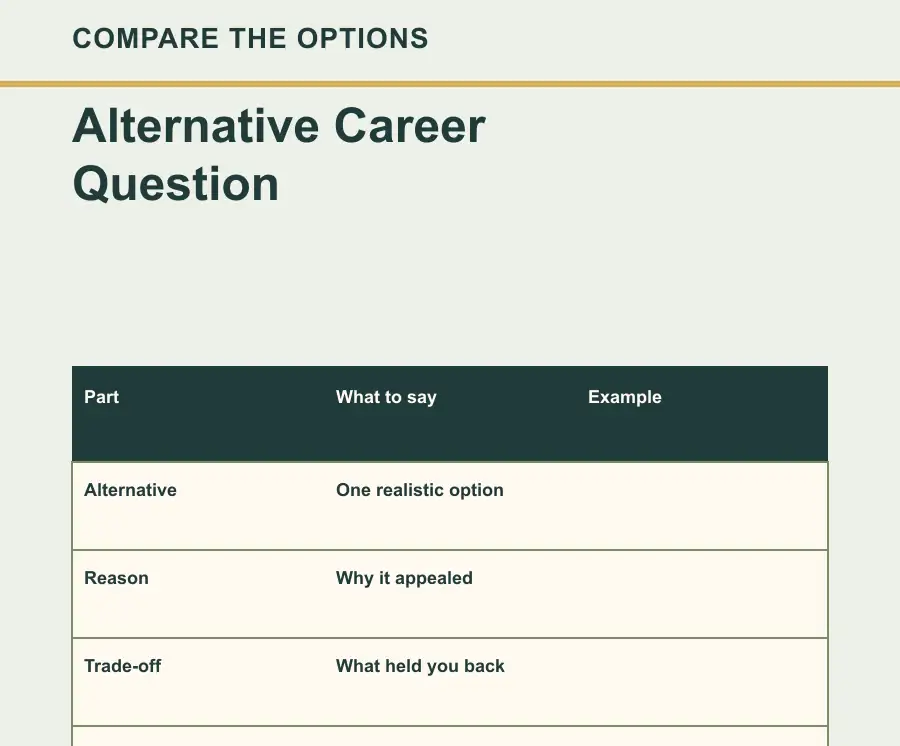 COMPARE THE OPTIONS
Alternative Career
Question
Part What to say Example
Alternative One realistic option
Reason Why it appealed
Trade-off What held you back